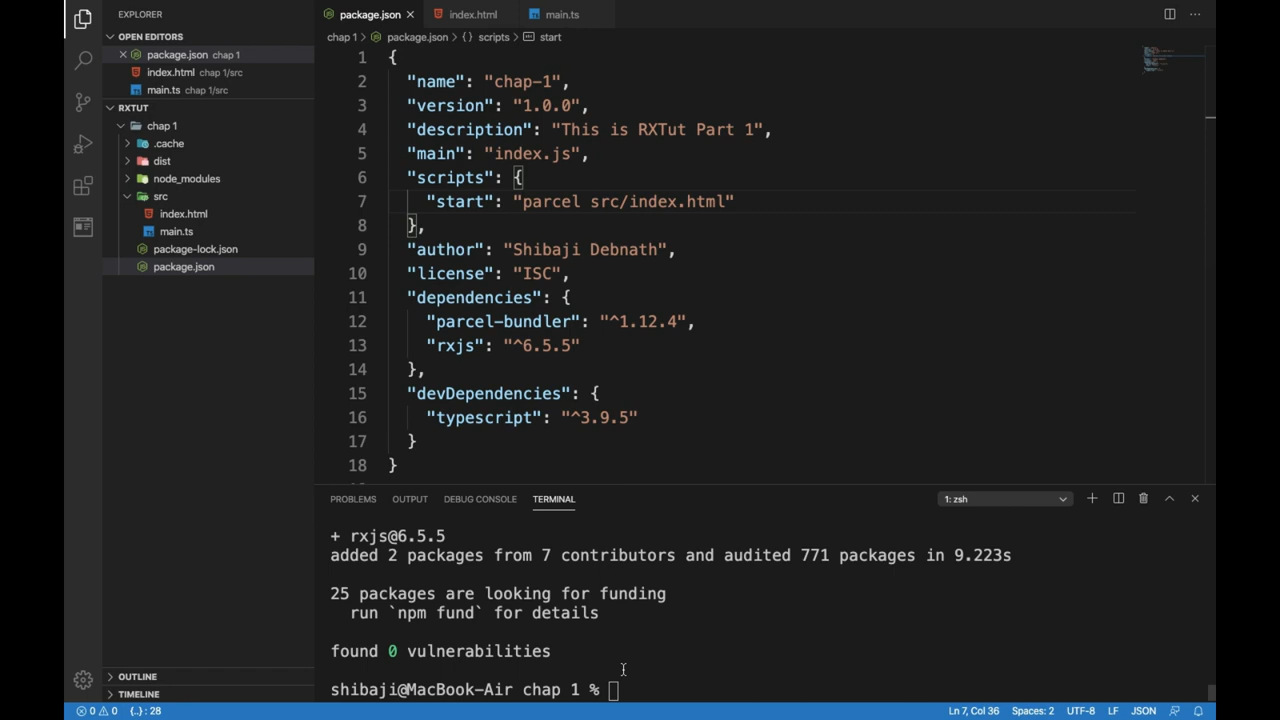 EXPLORER
OPEN EDITORS
package.json chap 1
index.html chap 1/src
main.ts chap 1/src
RXTUT
chap 1
.cache
dist
node_modules
src
index.html
main.ts
package-lock.json
package.json
OUTLINE
TIMELINE
package.json
index.html
main.ts
chap 1 package.json {} scripts start
1 {
2 "name": "chap-1",
3 "version": "1.0.0",
4 "description": "This is RXTut Part 1",
5 "main": "index.js",
6 "scripts": {
7 "start": "parcel src/index.html"
8 },
9 "author": "Shibaji Debnath",
10 "license": "ISC",
11 "dependencies": {
12 "parcel-bundler": "^1.12.4",
13 "rxjs": "^6.5.5"
14 },
15 "devDependencies": {
16 "typescript": "^3.9.5"
17 }
18 }
PROBLEMS OUTPUT DEBUG CONSOLE TERMINAL 1: zsh
+ rxjs@6.5.5
added 2 packages from 7 contributors and audited 771 packages in 9.223s
25 packages are looking for funding
run `npm fund` for details
found 0 vulnerabilities
shibaji@MacBook-Air chap 1 %
0 0 {..}: 28 Ln 7, Col 36 Spaces: 2 UTF-8 LF JSON